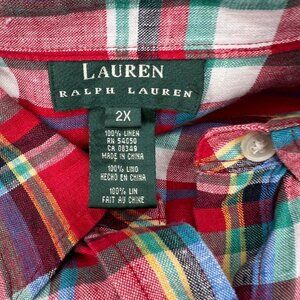 LAUREN
RALPH LAUREN
2X
100% LINEN
RN 54050
CA 08349
MADE IN CHINA
100% LINO
HECHO EN CHINA
100% LIN
FAIT AU CHINE